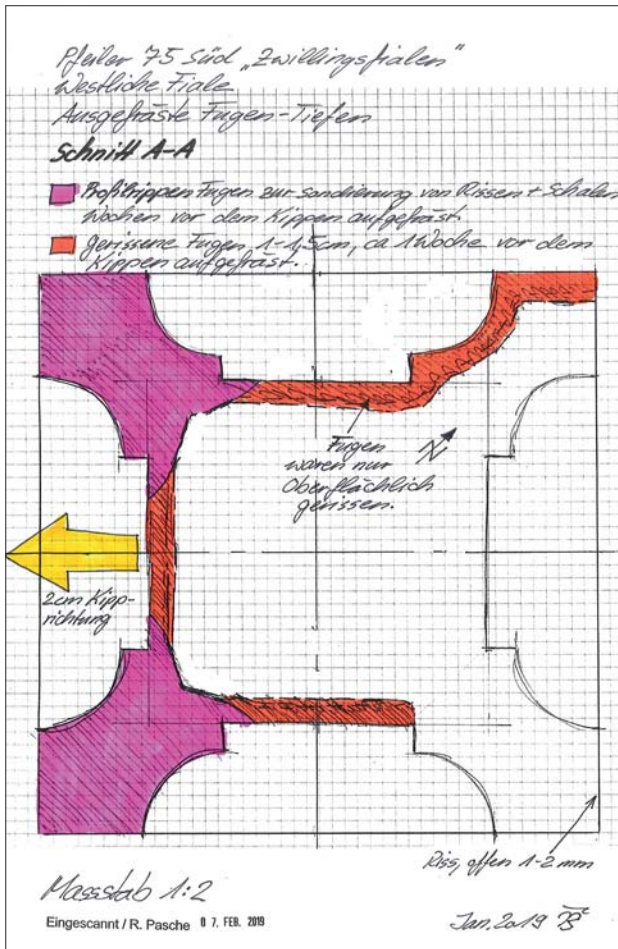 Pfeiler 75 Süd „Zwillingsfialen"
Westliche Fiale
Ausgefräste Fugen-Tiefen
Schnitt A-A
Profilrippen Fugen zur Sondierung von Rissen + Schalen
Wochen vor dem Kippen aufgefräst.
gerissene Fugen, 1-1,5cm, ca 1 Woche vor dem
Kippen aufgefräst.
Fugen
waren nur
Oberflächlich
gerissen.
N
2cm Kipp-
richtung
Riss, offen 1-2 mm
Massstab 1:2
Eingescannt / R. Pasche 07. FEB. 2019
Jan. 2019